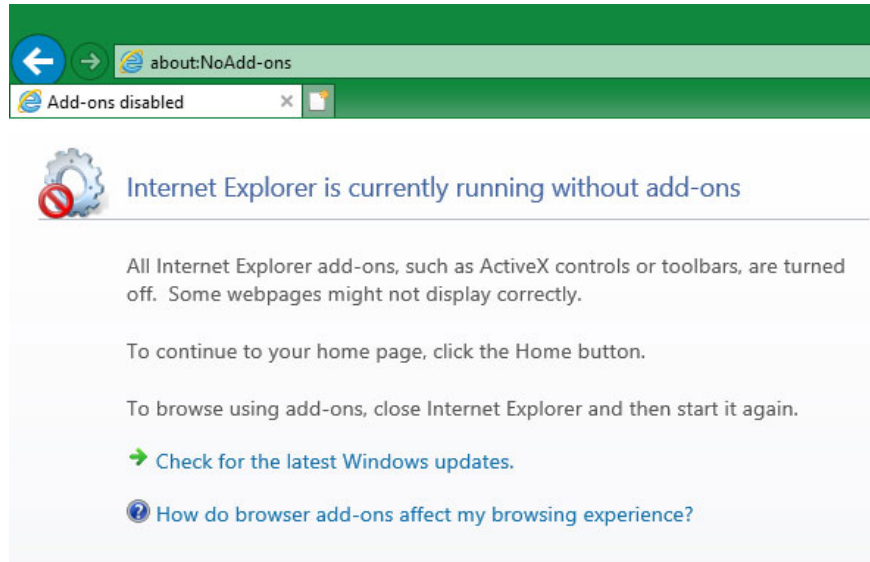 about:NoAdd-ons
Add-ons disabled
Internet Explorer is currently running without add-ons
All Internet Explorer add-ons, such as ActiveX controls or toolbars, are turned
off. Some webpages might not display correctly.
To continue to your home page, click the Home button.
To browse using add-ons, close Internet Explorer and then start it again.
Check for the latest Windows updates.
How do browser add-ons affect my browsing experience?